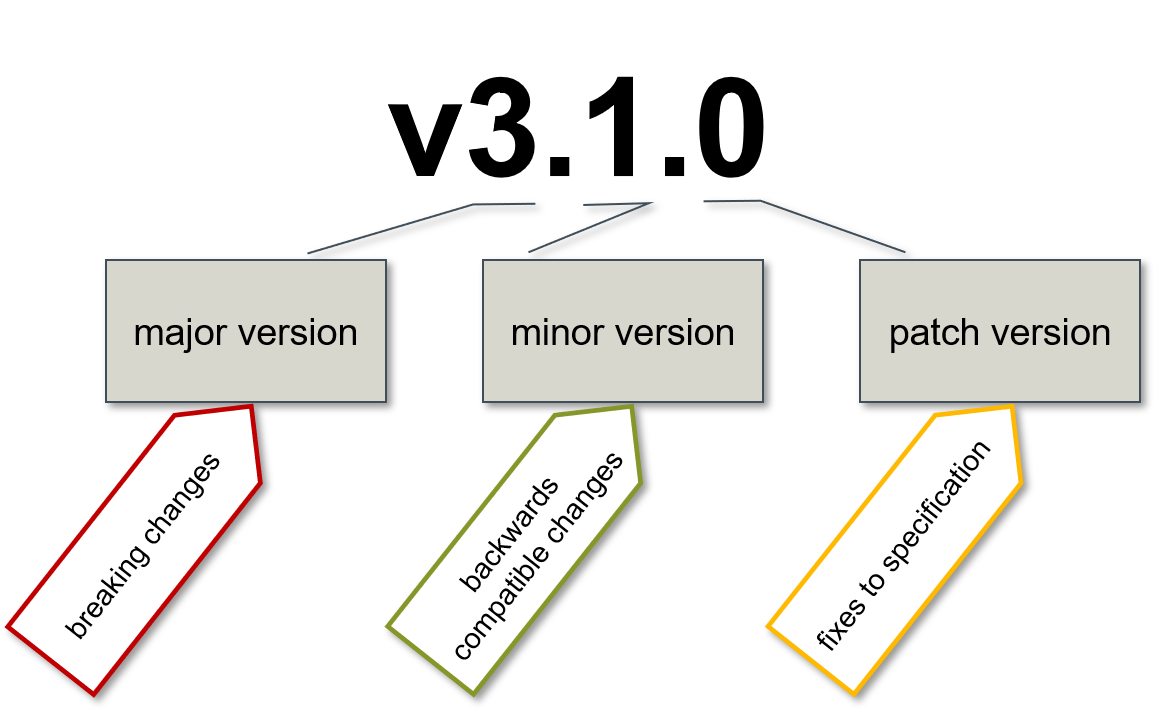 v3.1.0
major version
minor version
patch version
breaking changes
backwards
compatible changes
fixes to specification